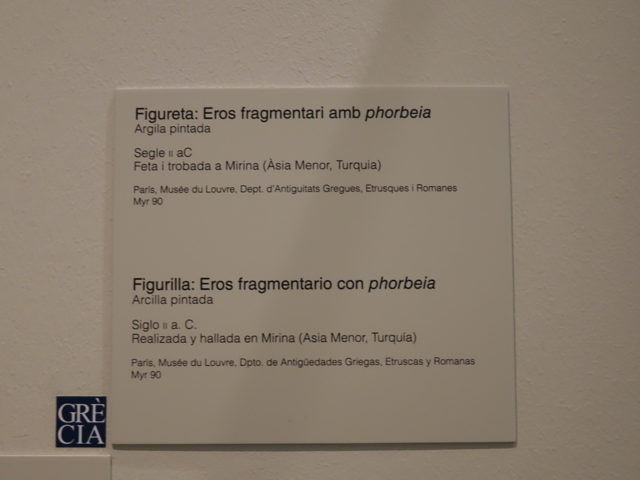 Figureta: Eros fragmentari amb phorbeia
Argila pintada
Segle II aC
Feta i trobada a Mirina (Àsia Menor, Turquia)
París, Musée du Louvre, Dept. d'Antiguitats Gregues, Etrusques i Romanes
Myr 90
Figurilla: Eros fragmentario con phorbeia
Arcilla pintada
Siglo II a. C.
Realizada y hallada en Mirina (Asia Menor, Turquía)
París, Musée du Louvre, Dpto. de Antigüedades Griegas, Etruscas y Romanas
Myr 90
GRÈ
CIA